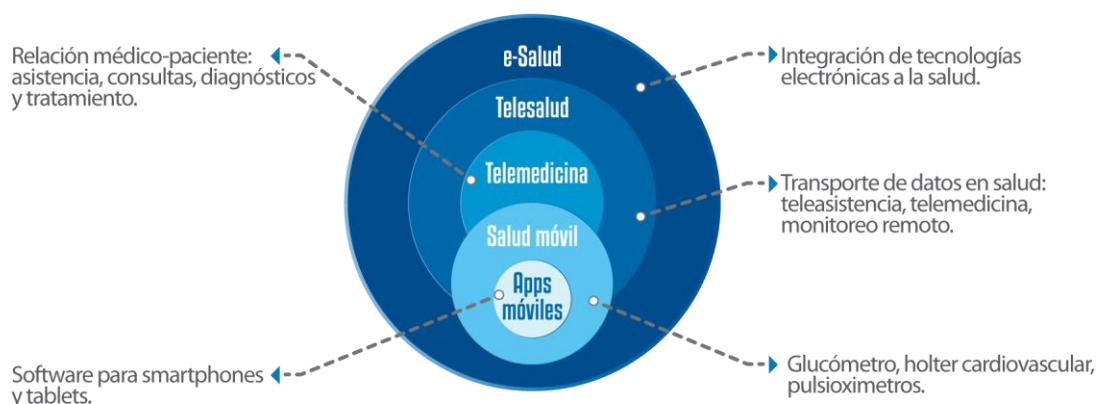 Relación médico-paciente:
asistencia, consultas, diagnósticos
y tratamiento.
e-Salud
Integración de tecnologías
electrónicas a la salud.
Telesalud
Telemedicina
Transporte de datos en salud:
teleasistencia, telemedicina,
monitoreo remoto.
Salud móvil
Apps
móviles
Software para smartphones
y tablets.
Glucómetro, holter cardiovascular,
pulsioximetros.